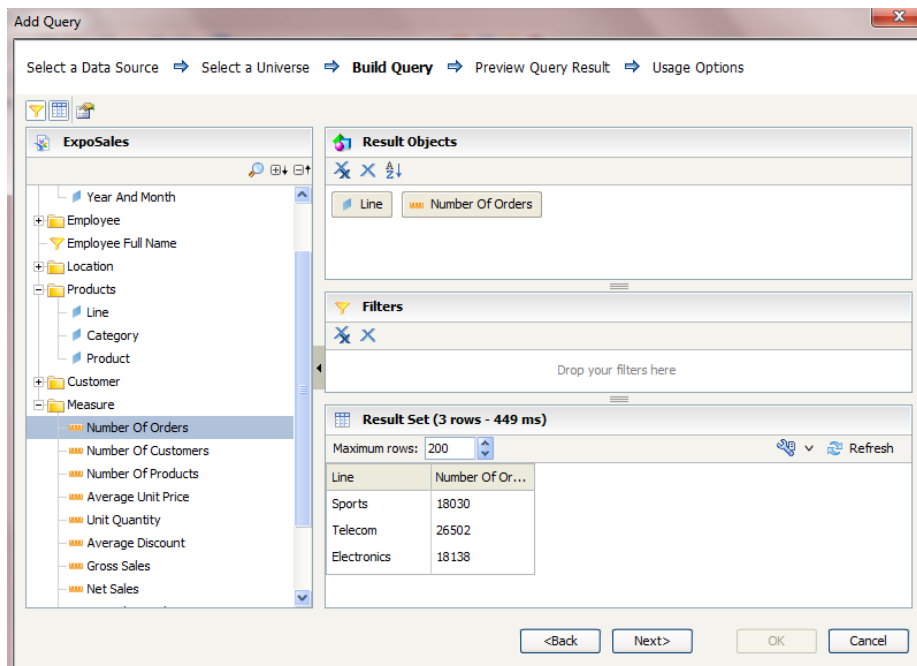 Add Query
Select a Data Source ⇒ Select a Universe ⇒ Build Query ⇒ Preview Query Result ⇒ Usage Options
ExpoSales
Year And Month
Employee
Employee Full Name
Location
Products
Line
Category
Product
Customer
Measure
Number Of Orders
Number Of Customers
Number Of Products
Average Unit Price
Unit Quantity
Average Discount
Gross Sales
Net Sales
Result Objects
Line Number Of Orders
Filters
Drop your filters here
Result Set (3 rows - 449 ms)
Maximum rows: 200 Refresh
Line Number Of Or...
Sports 18030
Telecom 26502
Electronics 18138
<Back Next> OK Cancel